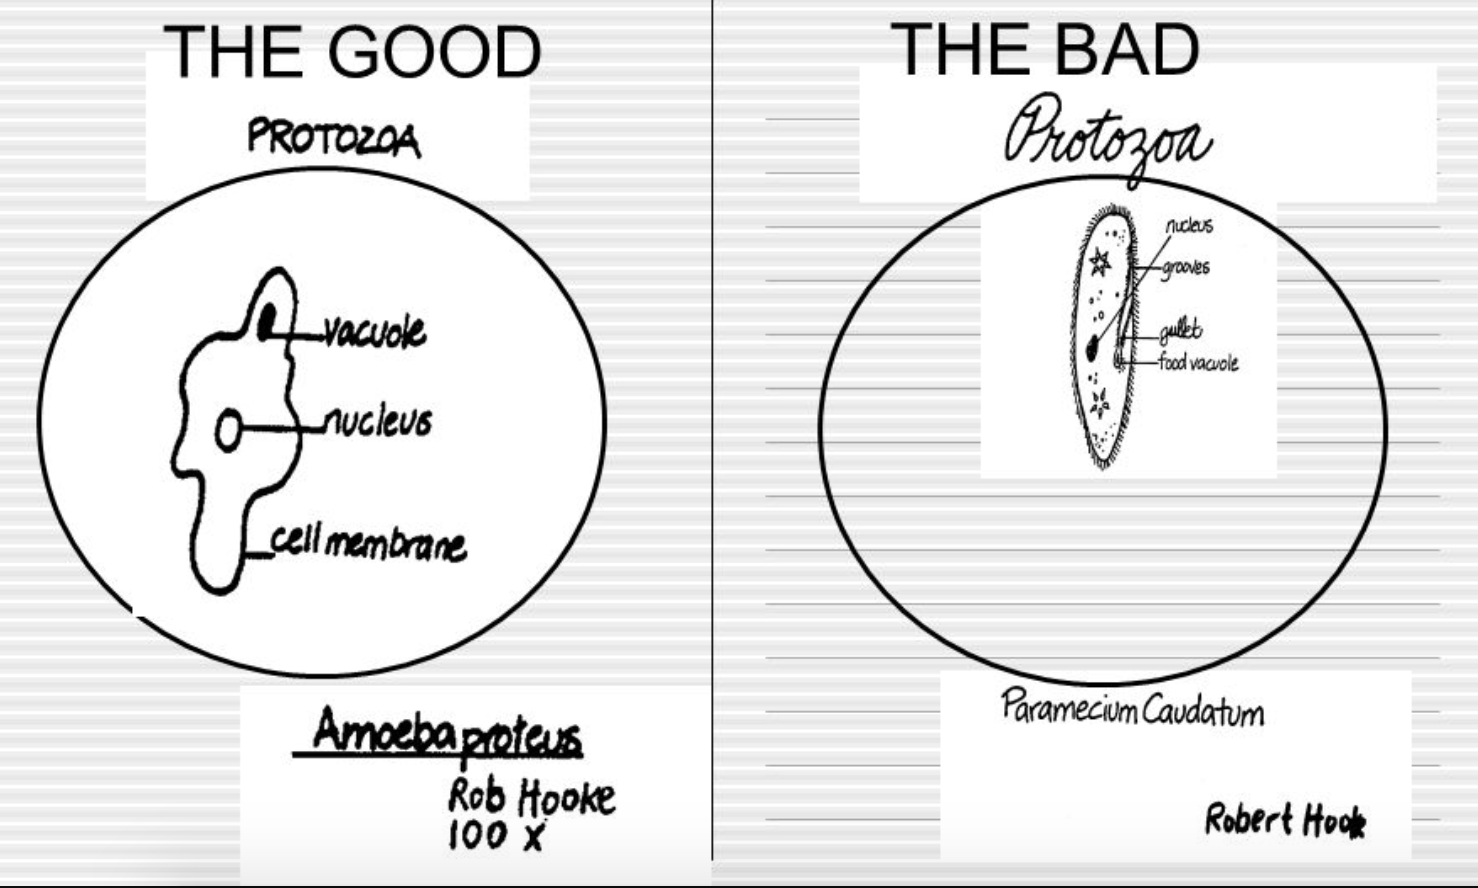 THE GOOD
PROTOZOA
vacuole
nucleus
cell membrane
Amoeba proteus
Rob Hooke
100 X
THE BAD
Protozoa
nucleus
grooves
gullet
food vacuole
Paramecium Caudatum
Robert Hook